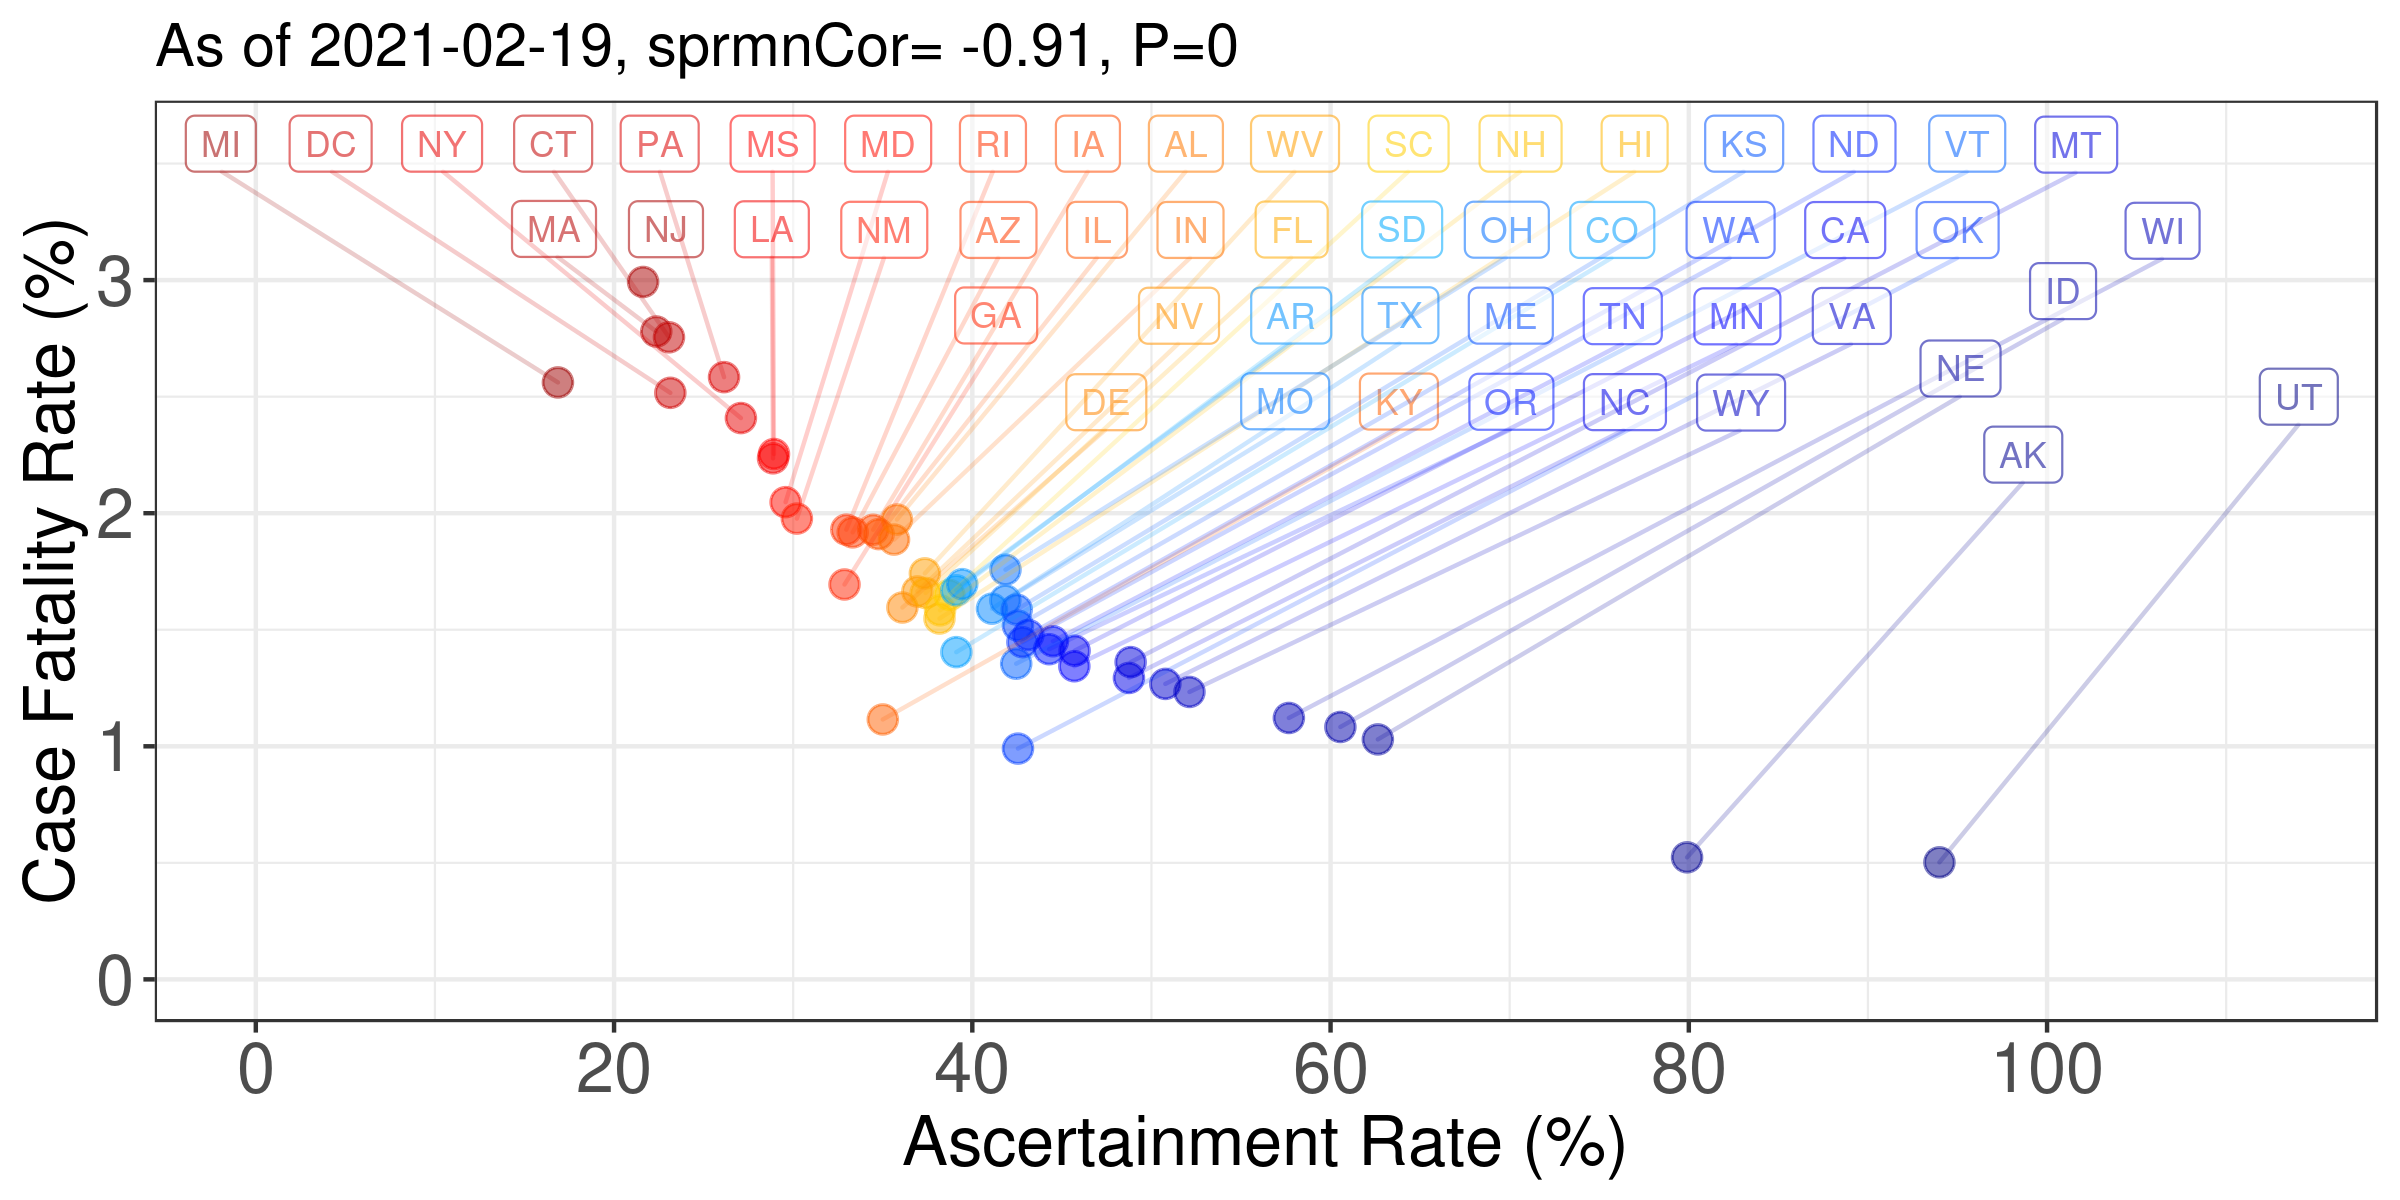 As of 2021-02-19, sprmnCor= -0.91, P=0
MI DC NY CT PA MS MD RI IA AL WV SC NH HI KS ND VT MT
MA NJ LA NM AZ IL IN FL SD OH CO WA CA OK WI
GA NV AR TX ME TN MN VA ID
DE MO KY OR NC WY NE UT
AK
Case Fatality Rate (%)
3
2
1
0
0 20 40 60 80 100
Ascertainment Rate (%)